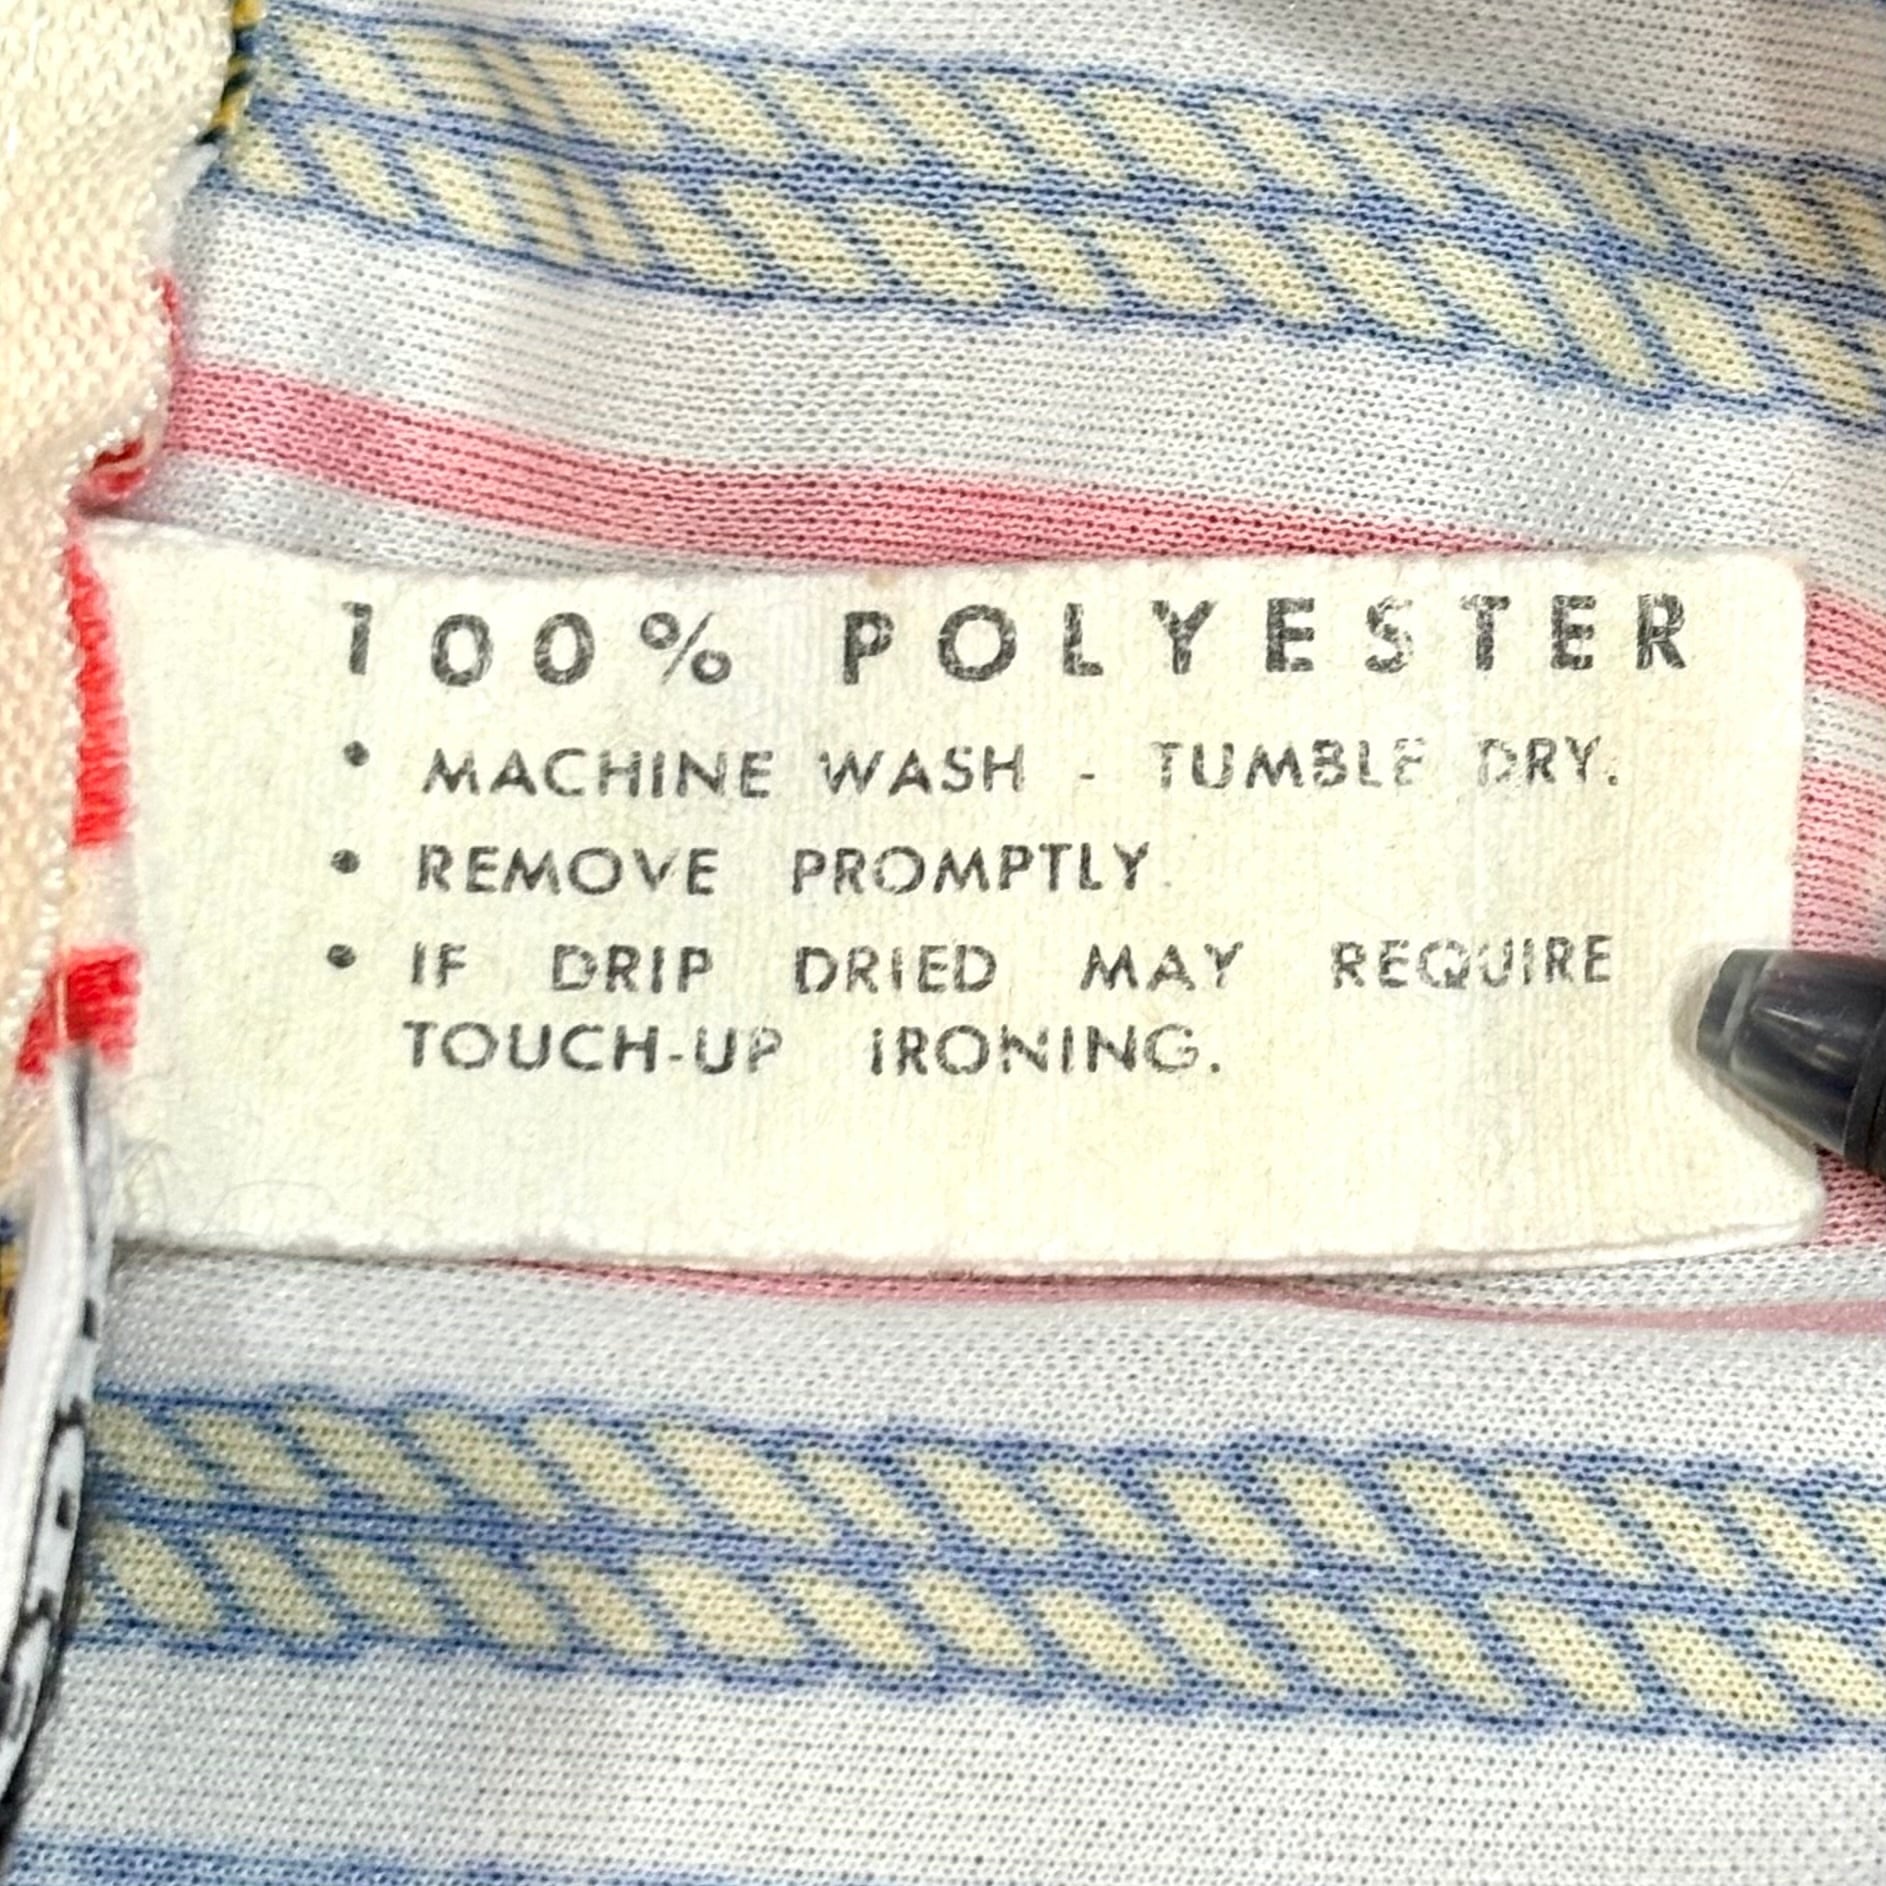 100% POLYESTER
• MACHINE WASH - TUMBLE DRY.
• REMOVE PROMPTLY.
• IF DRIP DRIED MAY REQUIRE
TOUCH-UP IRONING.